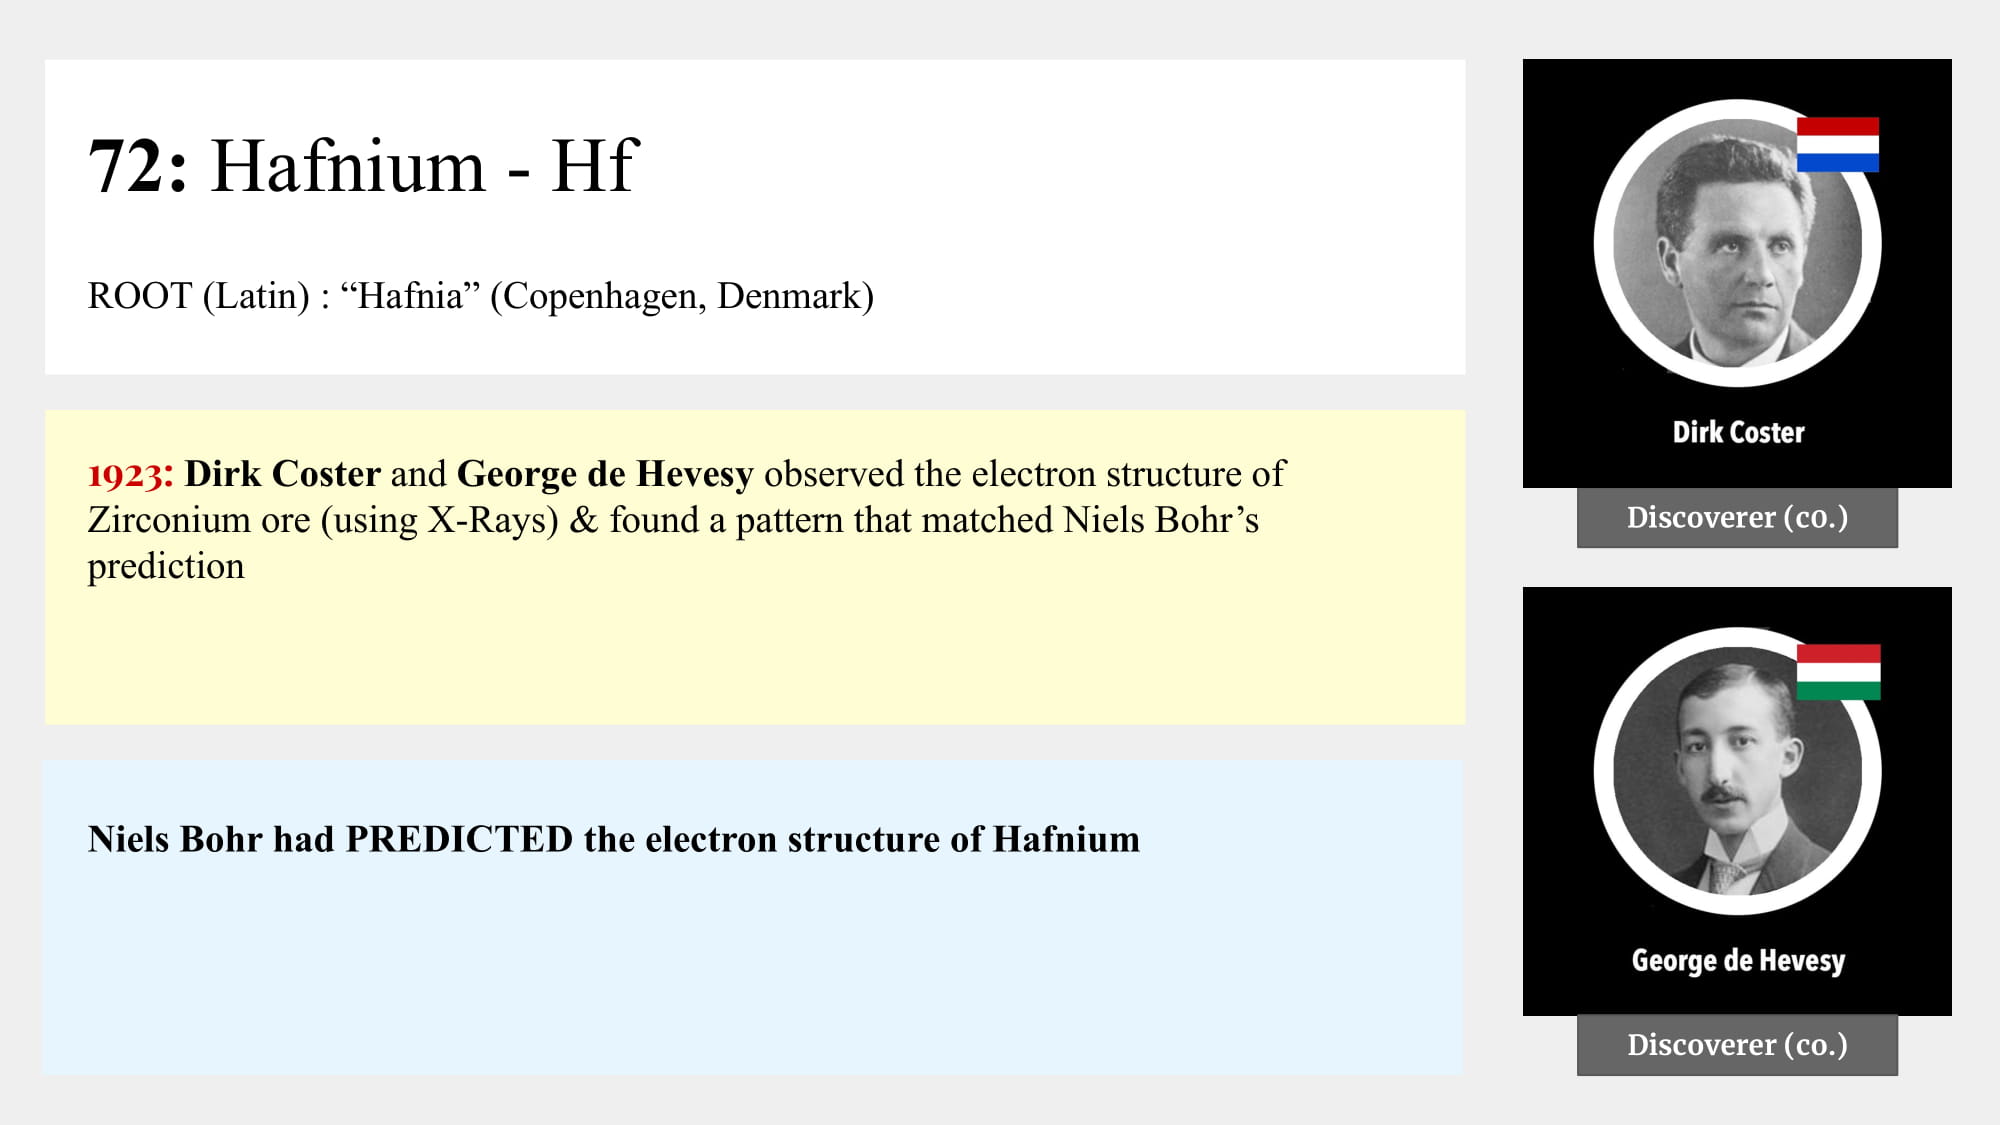 72: Hafnium - Hf
ROOT (Latin) : “Hafnia” (Copenhagen, Denmark)
1923: Dirk Coster and George de Hevesy observed the electron structure of
Zirconium ore (using X-Rays) & found a pattern that matched Niels Bohr’s
prediction
Niels Bohr had PREDICTED the electron structure of Hafnium
Dirk Coster
Discoverer (co.)
George de Hevesy
Discoverer (co.)